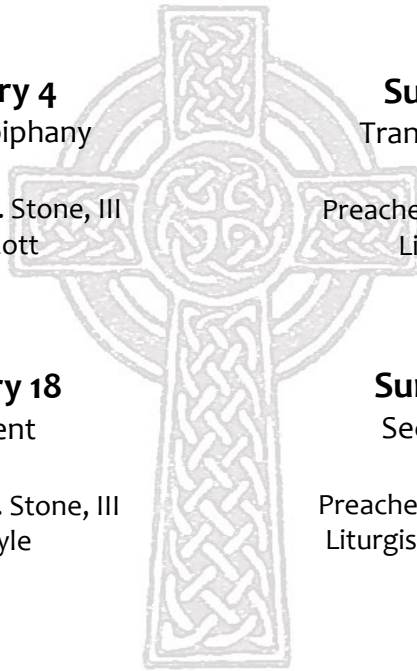 ry 4
piphany
. Stone, III
ott
Su
Tran
Preache
Li
ry 18
ent
. Stone, III
yle
Sun
Sec
Preache
Liturgis